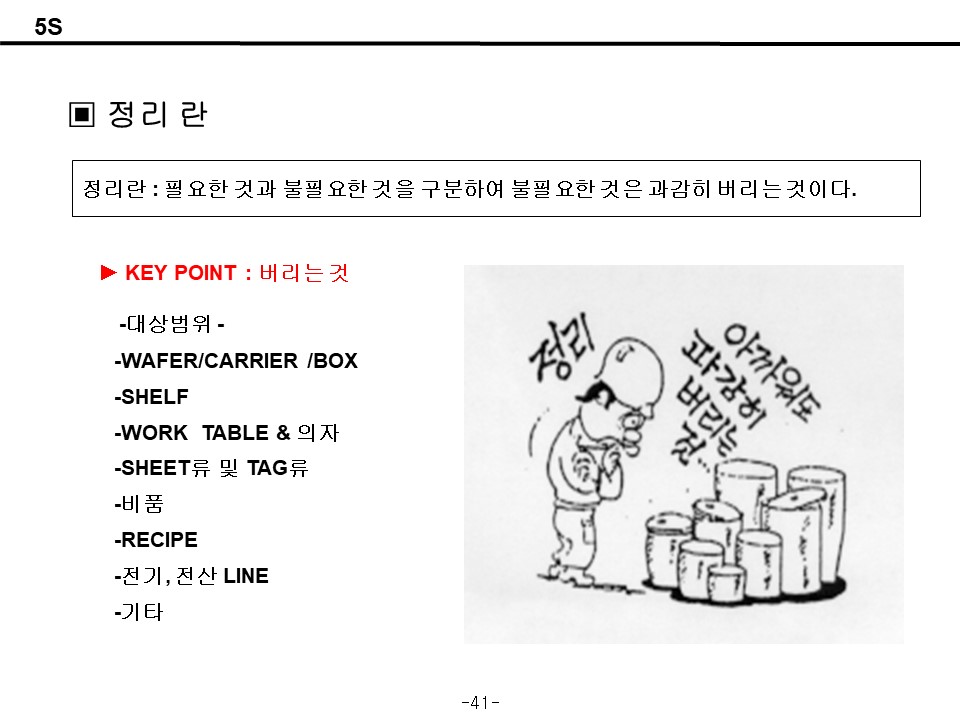 5S
▣ 정리 란
정리란 : 필요한 것과 불필요한 것을 구분하여 불필요한 것은 과감히 버리는 것이다.
► KEY POINT : 버리는 것
-대상범위 -
-WAFER/CARRIER /BOX
-SHELF
-WORK TABLE & 의자
-SHEET류 및 TAG류
-비품
-RECIPE
-전기, 전산 LINE
-기타
정리
아까워도
과감히
버리는
것...
-41-